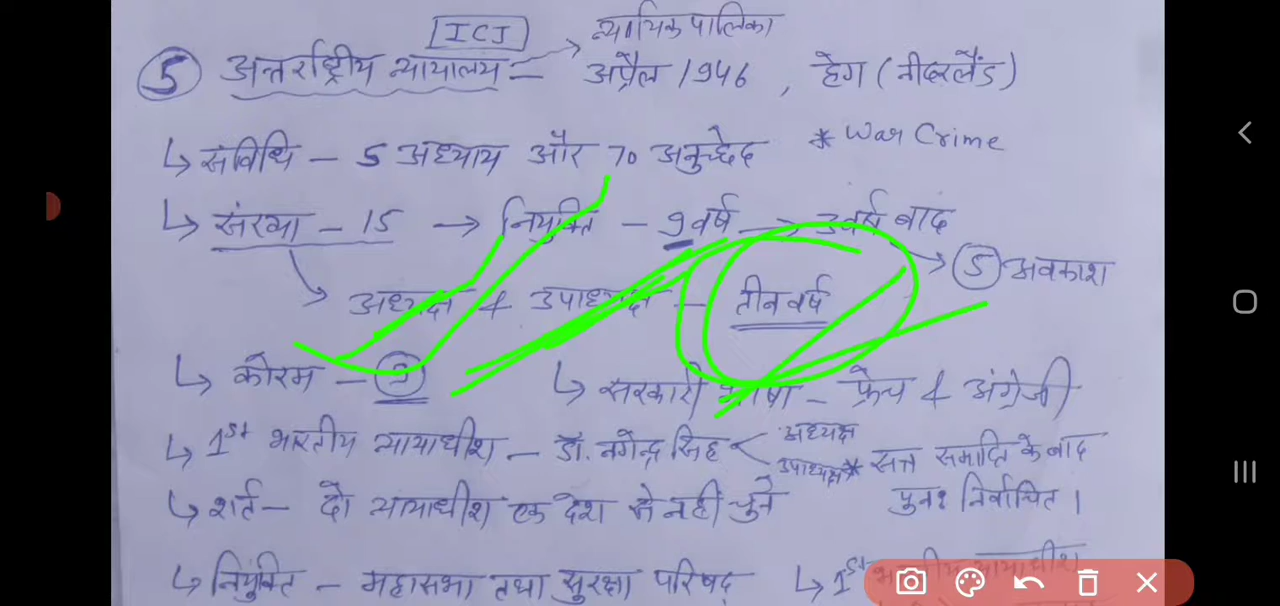 [ICJ] न्यायिक पालिका
5 अन्तर्राष्ट्रीय न्यायालय – अप्रैल 1946 , हेग (नीदरलैंड)
↳ संविधि – 5 अध्याय और 70 अनुच्छेद * War Crime
↳ संख्या – 15 → नियुक्ति – 9 वर्ष → 3 वर्ष बाद
→ 5 अवकाश
अध्यक्ष & उपाध्यक्ष – तीन वर्ष
↳ कोरम – 9 ↳ सरकारी भाषा – फ्रेंच & अंग्रेजी
↳ 1st भारतीय न्यायाधीश – डॉ. नगेन्द्र सिंह < अध्यक्ष
उपाध्यक्ष * सत्र समाप्ति के बाद
↳ शर्त – दो न्यायाधीश एक देश से नहीं चुने पुनः निर्वाचित ।
↳ नियुक्ति – महासभा तथा सुरक्षा परिषद् ↳ 1st